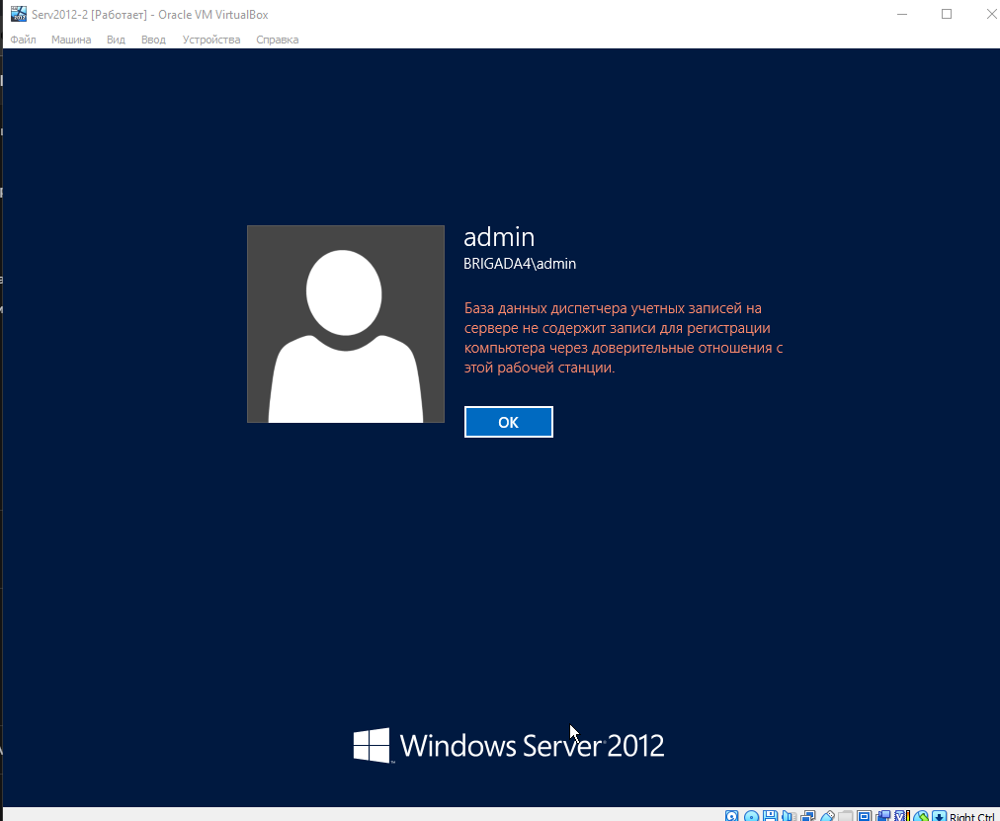 Serv2012-2 [Работает] - Oracle VM VirtualBox
Файл Машина Вид Ввод Устройства Справка
admin
BRIGADA4\admin
База данных диспетчера учетных записей на
сервере не содержит записи для регистрации
компьютера через доверительные отношения с
этой рабочей станции.
OK
Windows Server 2012
Right Ctrl